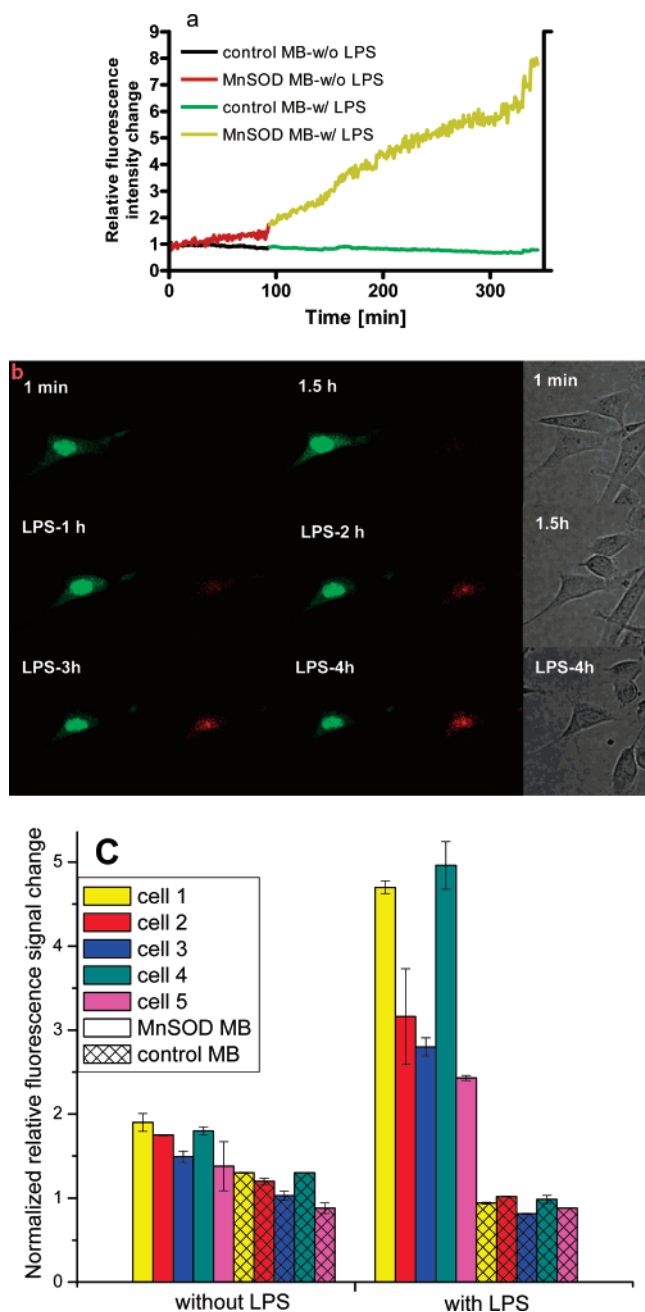 a
control MB-w/o LPS
MnSOD MB-w/o LPS
control MB-w/ LPS
MnSOD MB-w/ LPS
Relative fluorescence
intensity change
9
8
7
6
5
4
3
2
1
0
0 100 200 300
Time [min]
b
1 min 1.5 h 1 min
LPS-1 h LPS-2 h 1.5h
LPS-3h LPS-4h LPS-4h
C
Normalized relative fluorescence signal change
5
4
3
2
1
0
cell 1
cell 2
cell 3
cell 4
cell 5
MnSOD MB
control MB
without LPS with LPS